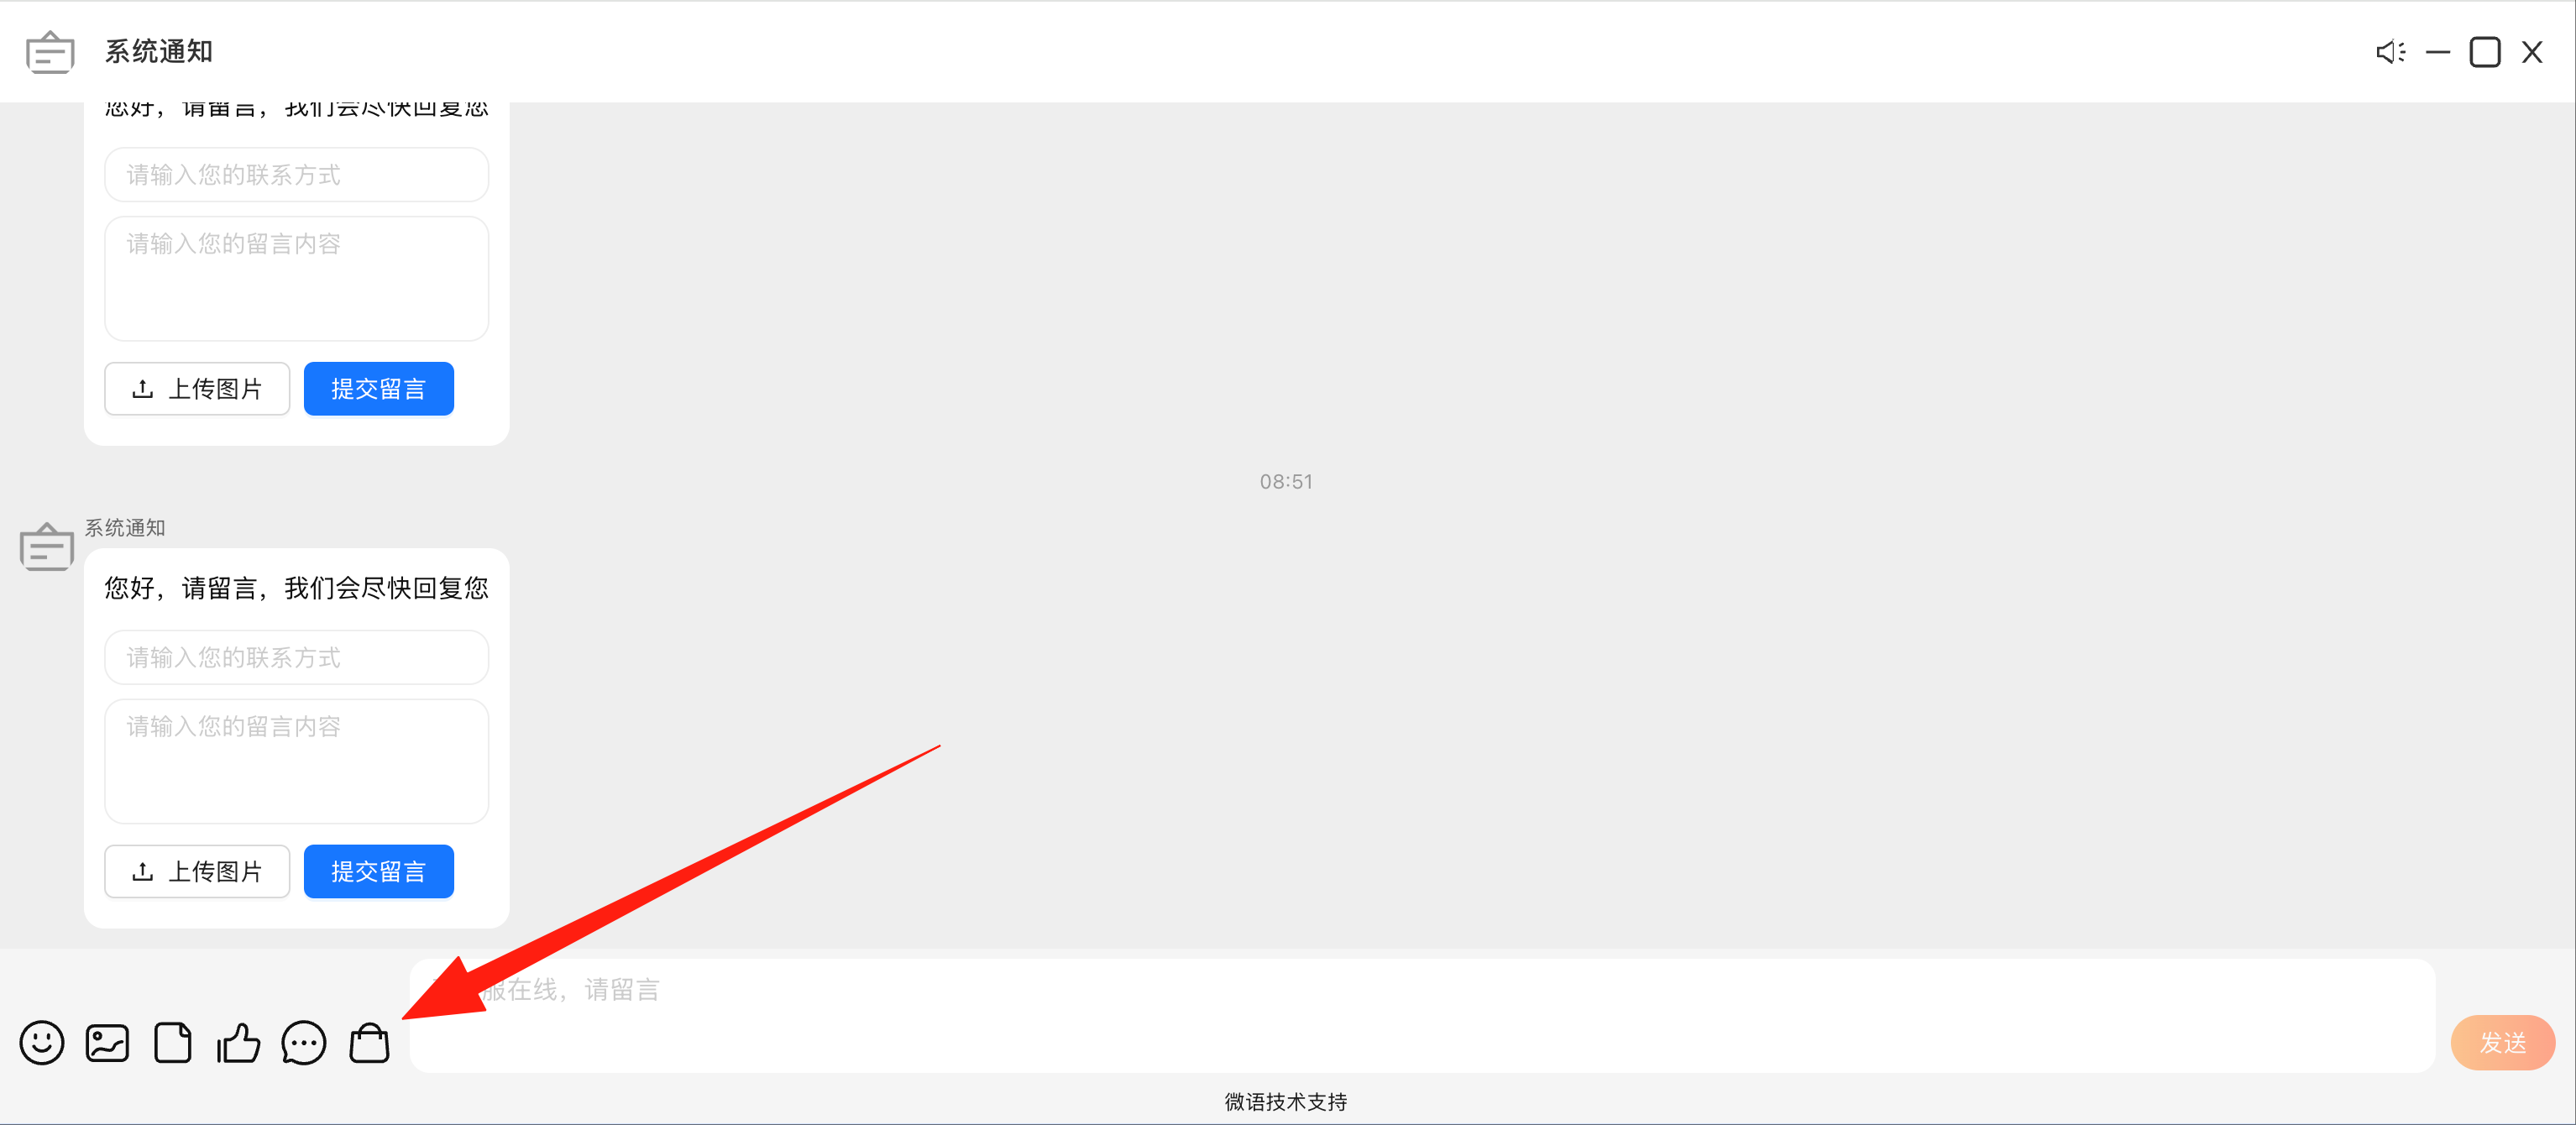 系统通知
您好，请留言，我们会尽快回复您
请输入您的联系方式
请输入您的留言内容
上传图片
提交留言
08:51
系统通知
您好，请留言，我们会尽快回复您
请输入您的联系方式
请输入您的留言内容
上传图片
提交留言
服在线，请留言
发送
微语技术支持